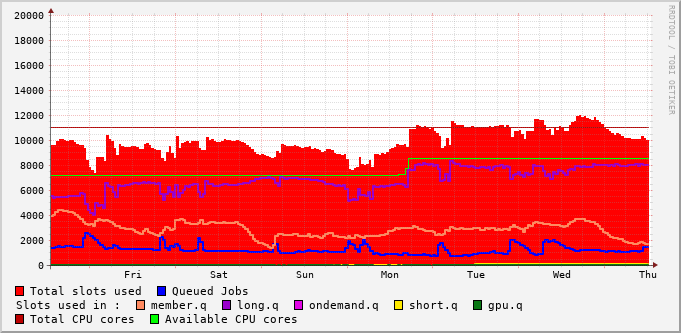 20000
18000
16000
14000
12000
10000
8000
6000
4000
2000
0
Fri Sat Sun Mon Tue Wed Thu
RRDTOOL / TOBI OETIKER
Total slots used Queued Jobs
Slots used in : member.q long.q ondemand.q short.q gpu.q
Total CPU cores Available CPU cores